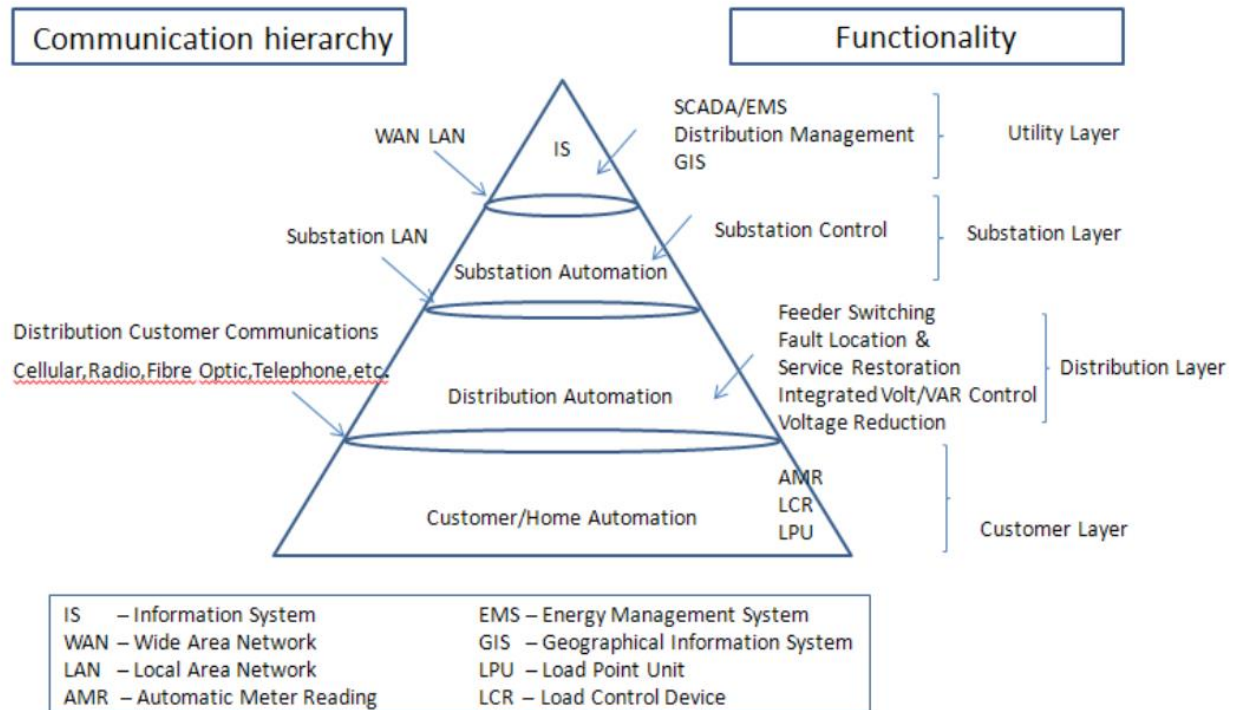 Communication hierarchy
Functionality
WAN LAN
IS
SCADA/EMS
Distribution Management
GIS
Utility Layer
Substation LAN
Substation Automation
Substation Control
Substation Layer
Distribution Customer Communications
Cellular,Radio,Fibre Optic,Telephone,etc.
Distribution Automation
Feeder Switching
Fault Location &
Service Restoration
Integrated Volt/VAR Control
Voltage Reduction
Distribution Layer
Customer/Home Automation
AMR
LCR
LPU
Customer Layer
IS – Information System
WAN – Wide Area Network
LAN – Local Area Network
AMR – Automatic Meter Reading
EMS – Energy Management System
GIS – Geographical Information System
LPU – Load Point Unit
LCR – Load Control Device